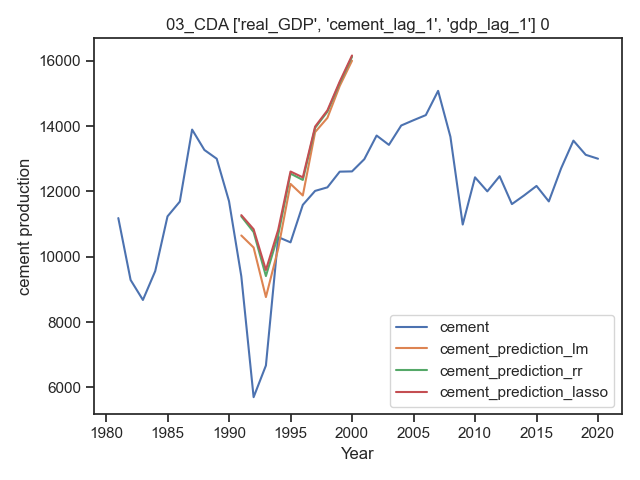 03_CDA ['real_GDP', 'cement_lag_1', 'gdp_lag_1'] 0
16000
14000
12000
10000
8000
6000
cement production
cement
cement_prediction_lm
cement_prediction_rr
cement_prediction_lasso
1980 1985 1990 1995 2000 2005 2010 2015 2020
Year